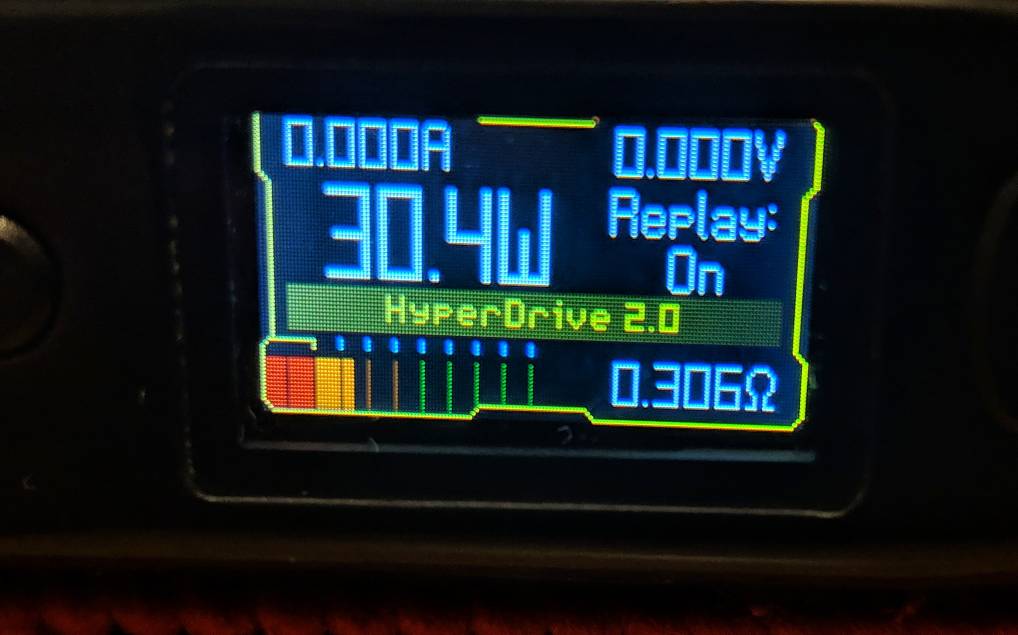 0.000A
0.000V
30.4W
Replay:
On
HyperDrive 2.0
0.306Ω